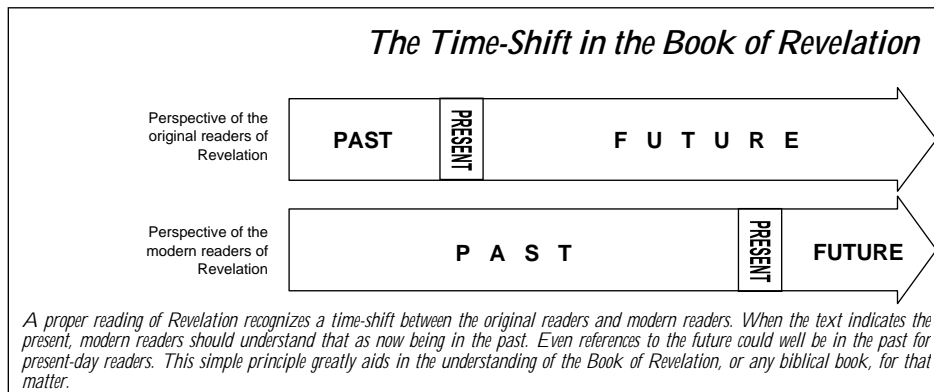 The Time-Shift in the Book of Revelation
Perspective of the
original readers of
Revelation
PAST
PRESENT
F U T U R E
Perspective of the
modern readers of
Revelation
P A S T
PRESENT
FUTURE
A proper reading of Revelation recognizes a time-shift between the original readers and modern readers. When the text indicates the
present, modern readers should understand that as now being in the past. Even references to the future could well be in the past for
present-day readers. This simple principle greatly aids in the understanding of the Book of Revelation, or any biblical book, for that
matter.